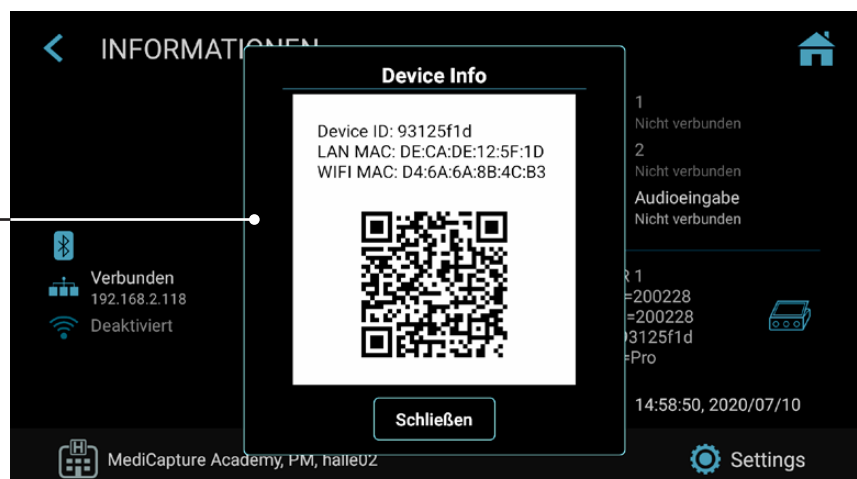 INFORMATIONEN
Device Info
Device ID: 93125f1d
LAN MAC: DE:CA:DE:12:5F:1D
WIFI MAC: D4:6A:6A:8B:4C:B3
Schließen
1
Nicht verbunden
2
Nicht verbunden
Audioeingabe
Nicht verbunden
Verbunden
192.168.2.118
Deaktiviert
1
=200228
=200228
93125f1d
=Pro
14:58:50, 2020/07/10
H
MediCapture Academy, PM, halle02
Settings